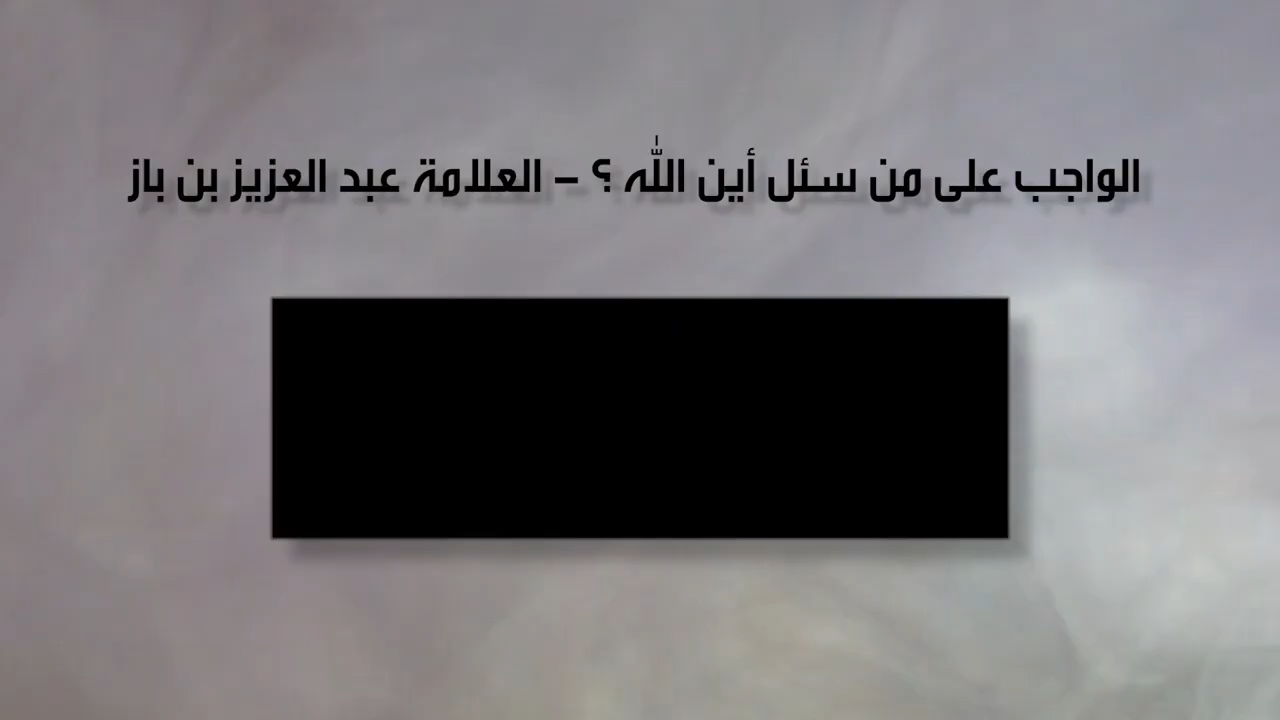 الواجب على من سئل أين الله ؟ – العلامة عبد العزيز بن باز